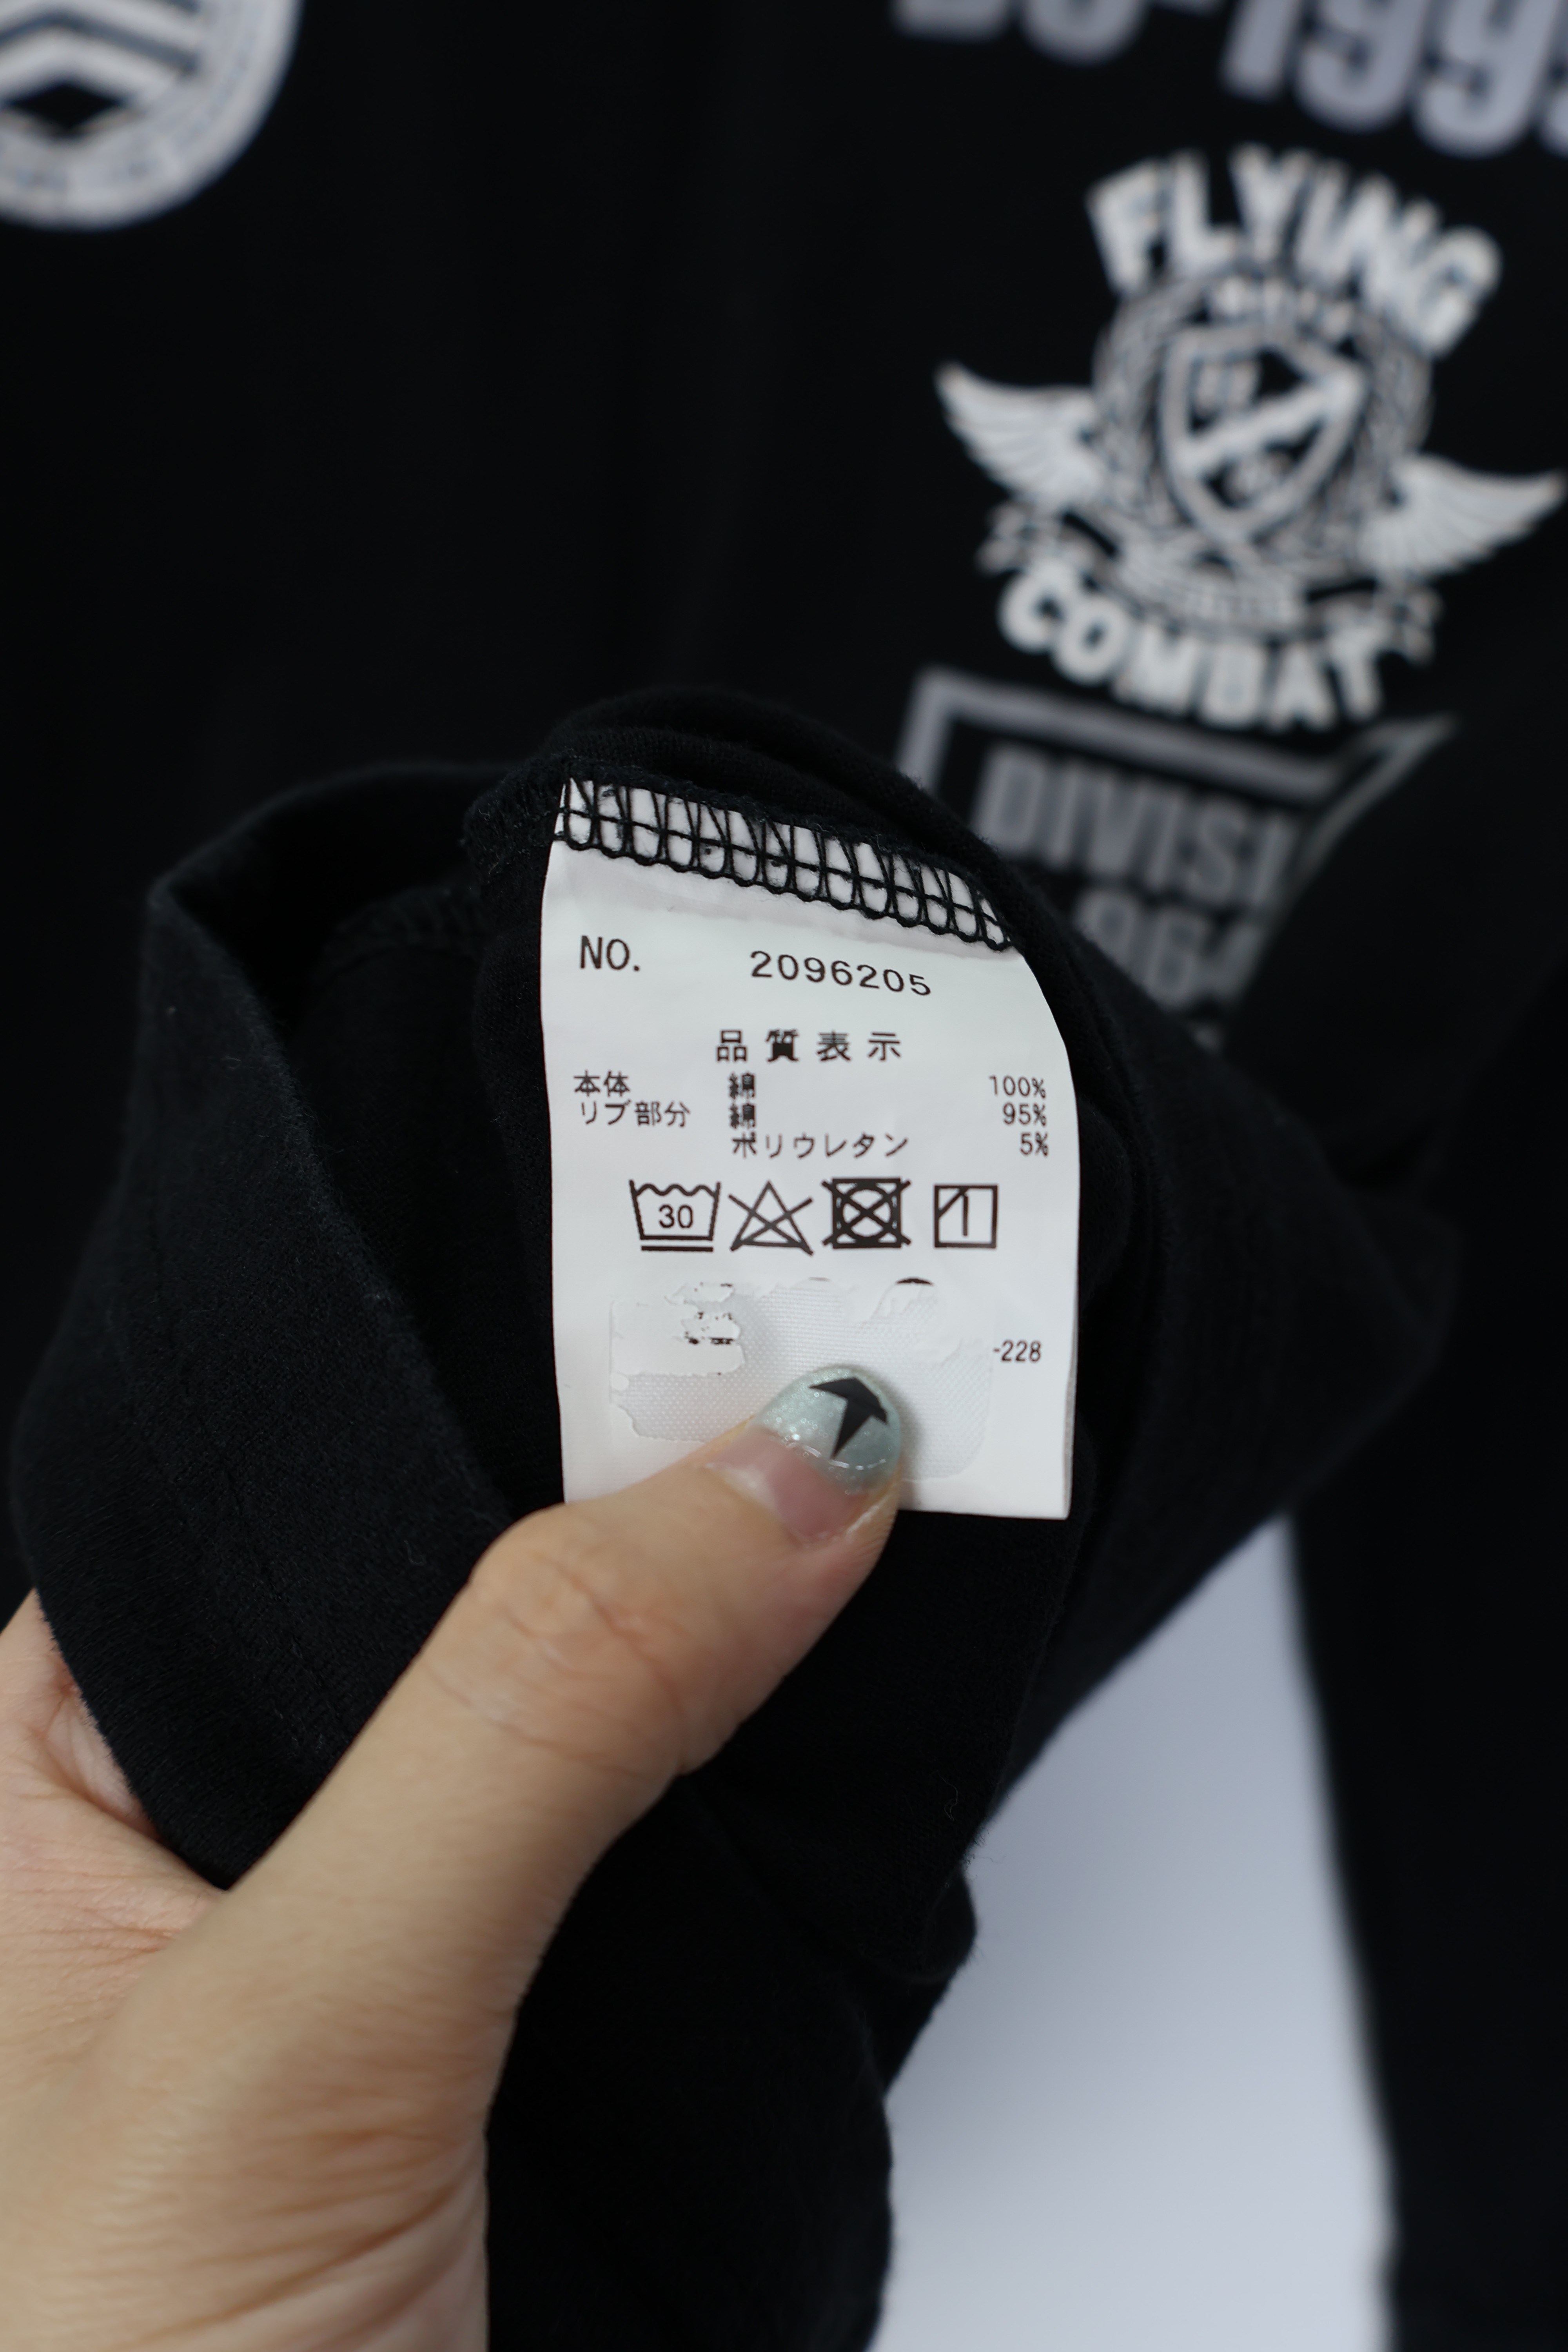 FLYING
COMBAT
NO. 2096205
品質表示
本体 綿 100%
リブ部分 綿 95%
ポリウレタン 5%
30
-228